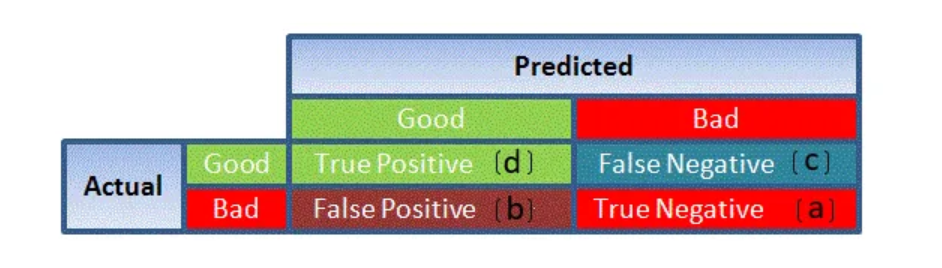 Predicted
Good Bad
Actual Good True Positive (d) False Negative (c)
Bad False Positive (b) True Negative (a)